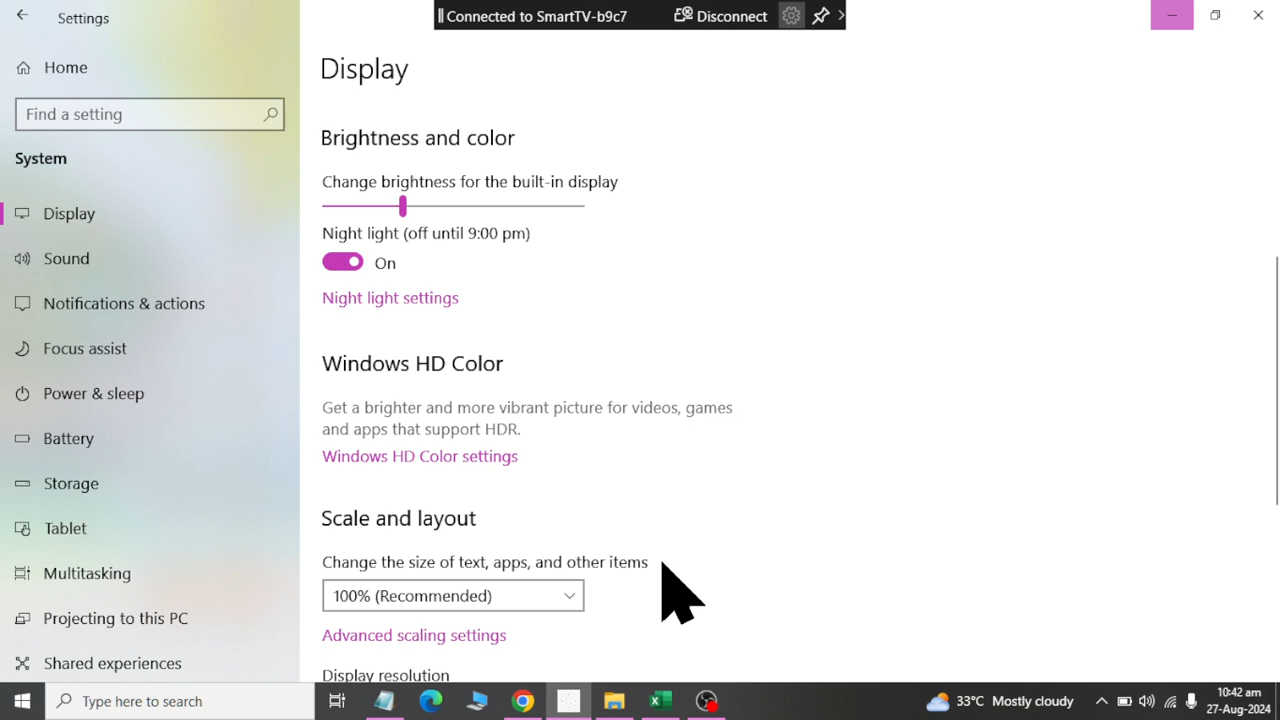 Settings
Connected to SmartTV-b9c7 Disconnect
Home
Find a setting
System
Display
Sound
Notifications & actions
Focus assist
Power & sleep
Battery
Storage
Tablet
Multitasking
Projecting to this PC
Shared experiences
Display
Brightness and color
Change brightness for the built-in display
Night light (off until 9:00 pm)
On
Night light settings
Windows HD Color
Get a brighter and more vibrant picture for videos, games
and apps that support HDR.
Windows HD Color settings
Scale and layout
Change the size of text, apps, and other items
100% (Recommended)
Advanced scaling settings
Display resolution
Type here to search
33°C Mostly cloudy
10:42 am
27-Aug-2024